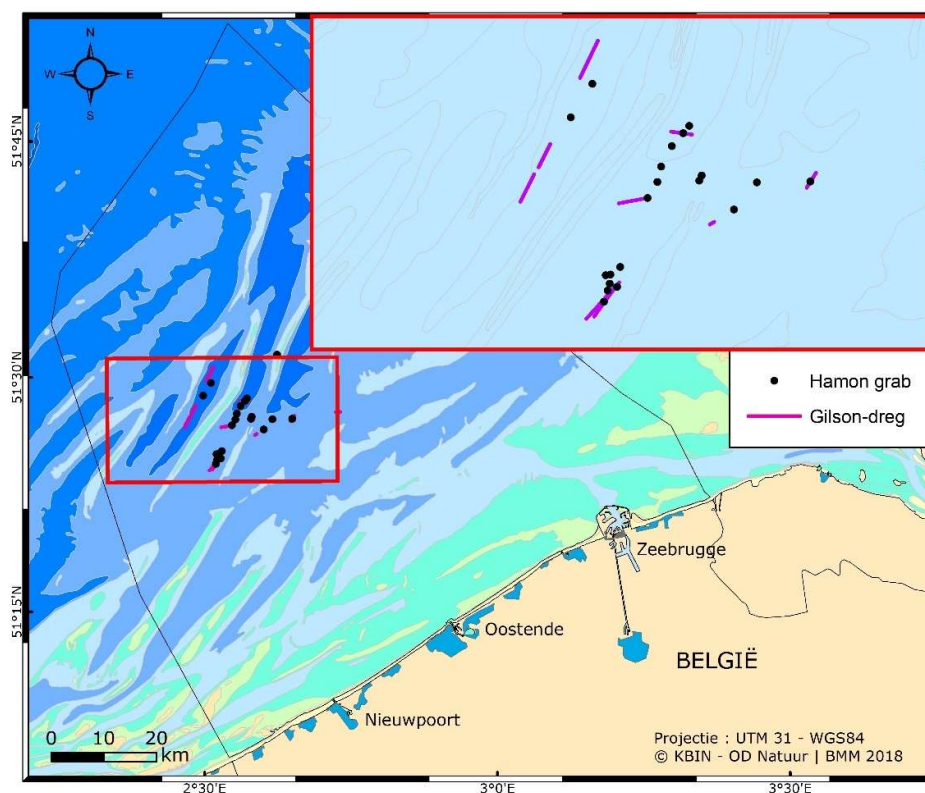 N
W E
S
51°45'N
51°30'N
51°15'N
Hamon grab
Gilson-dreg
Zeebrugge
Oostende
BELGIË
Nieuwpoort
0 10 20
km
Projectie : UTM 31 - WGS84
© KBIN - OD Natuur | BMM 2018
2°30'E 3°0'E 3°30'E